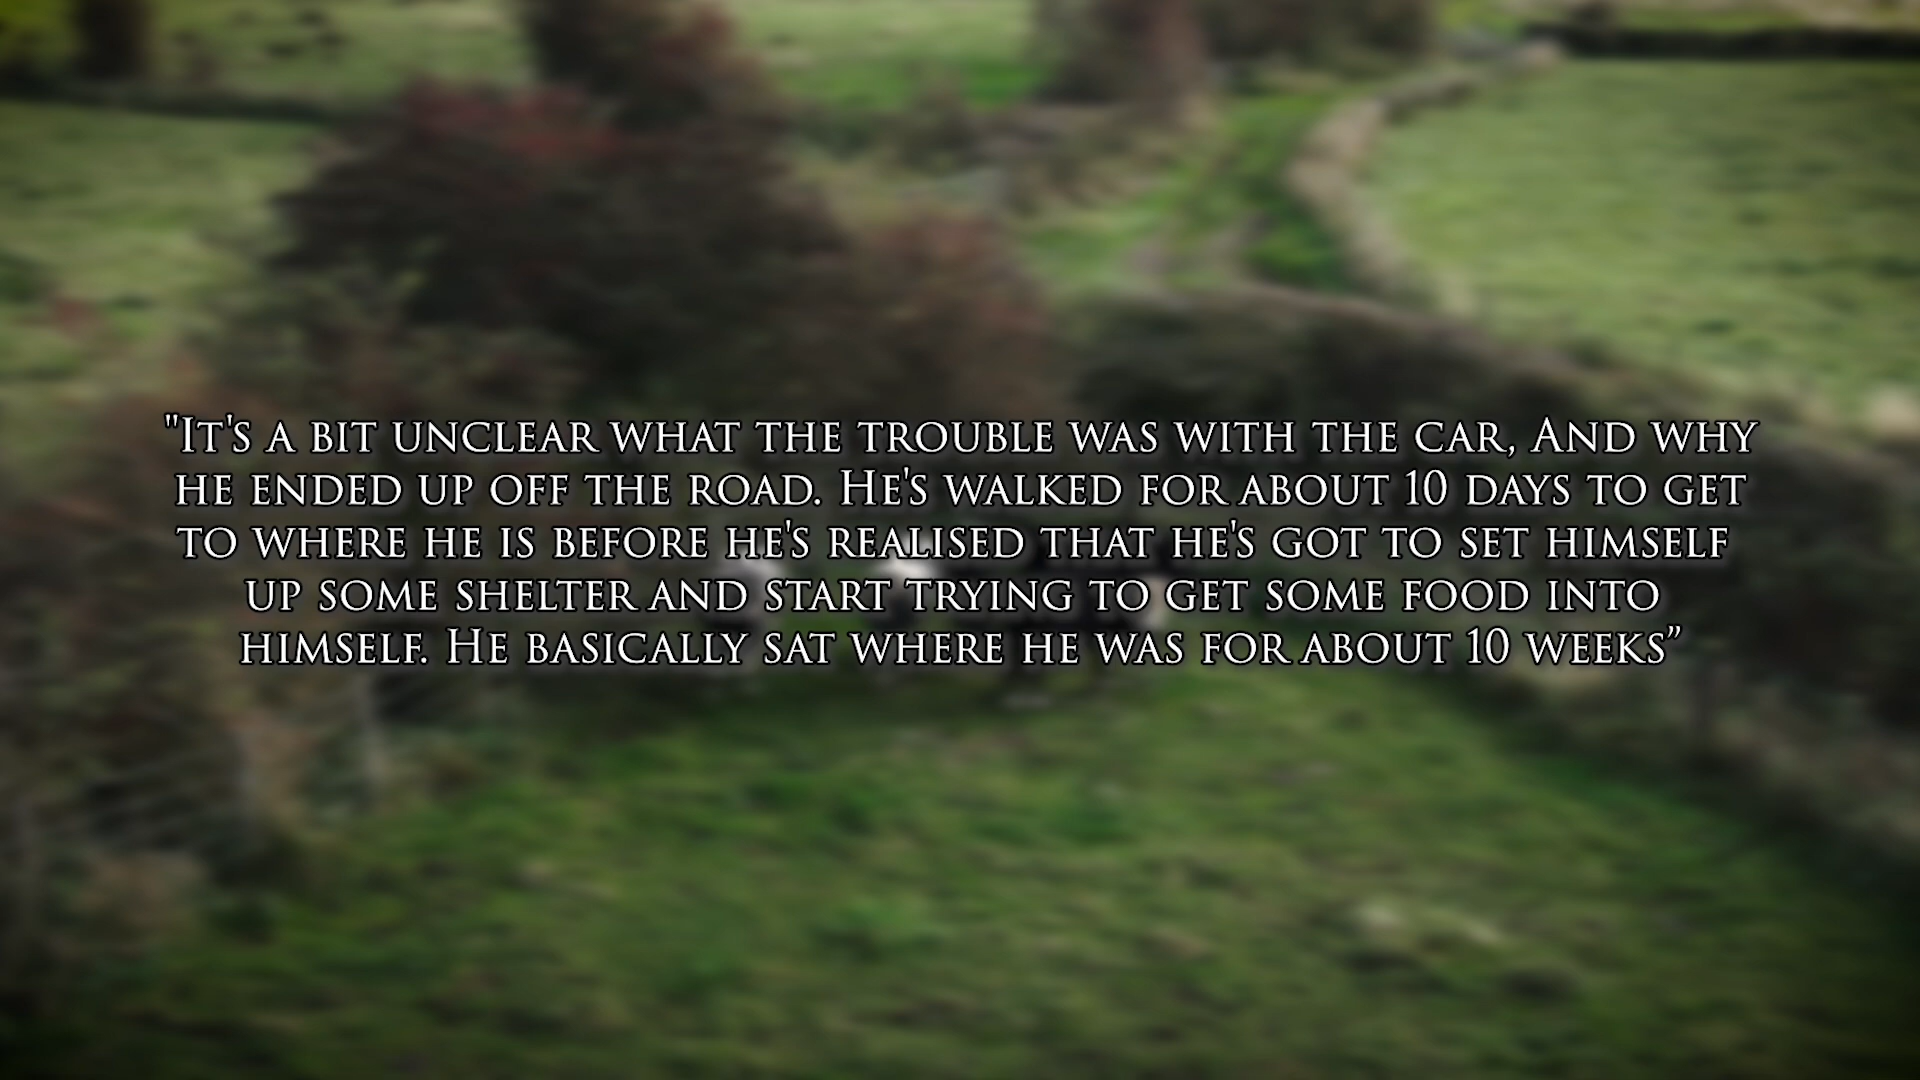 "It's a bit unclear what the trouble was with the car, And why
he ended up off the road. He's walked for about 10 days to get
to where he is before he's realised that he's got to set himself
up some shelter and start trying to get some food into
himself. He basically sat where he was for about 10 weeks”